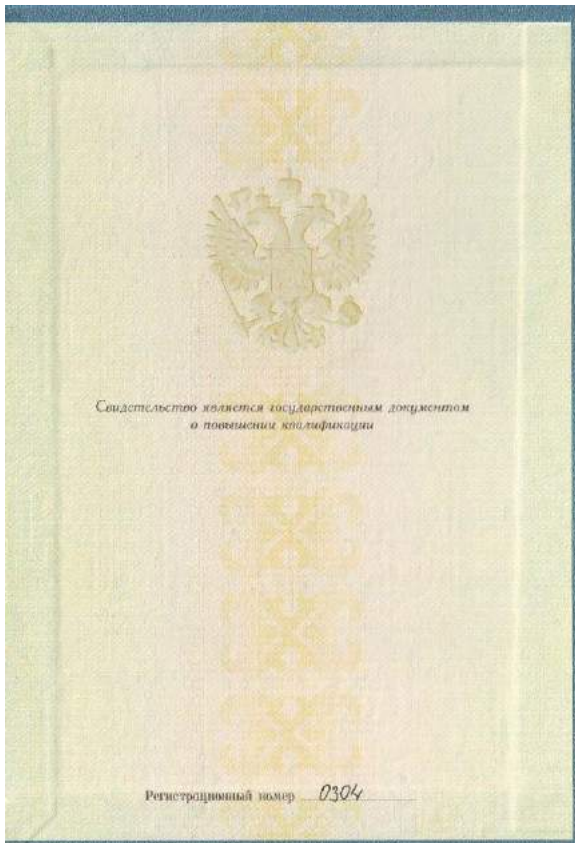 Свидетельство является государственным документом
о повышении квалификации
Регистрационный номер 0304